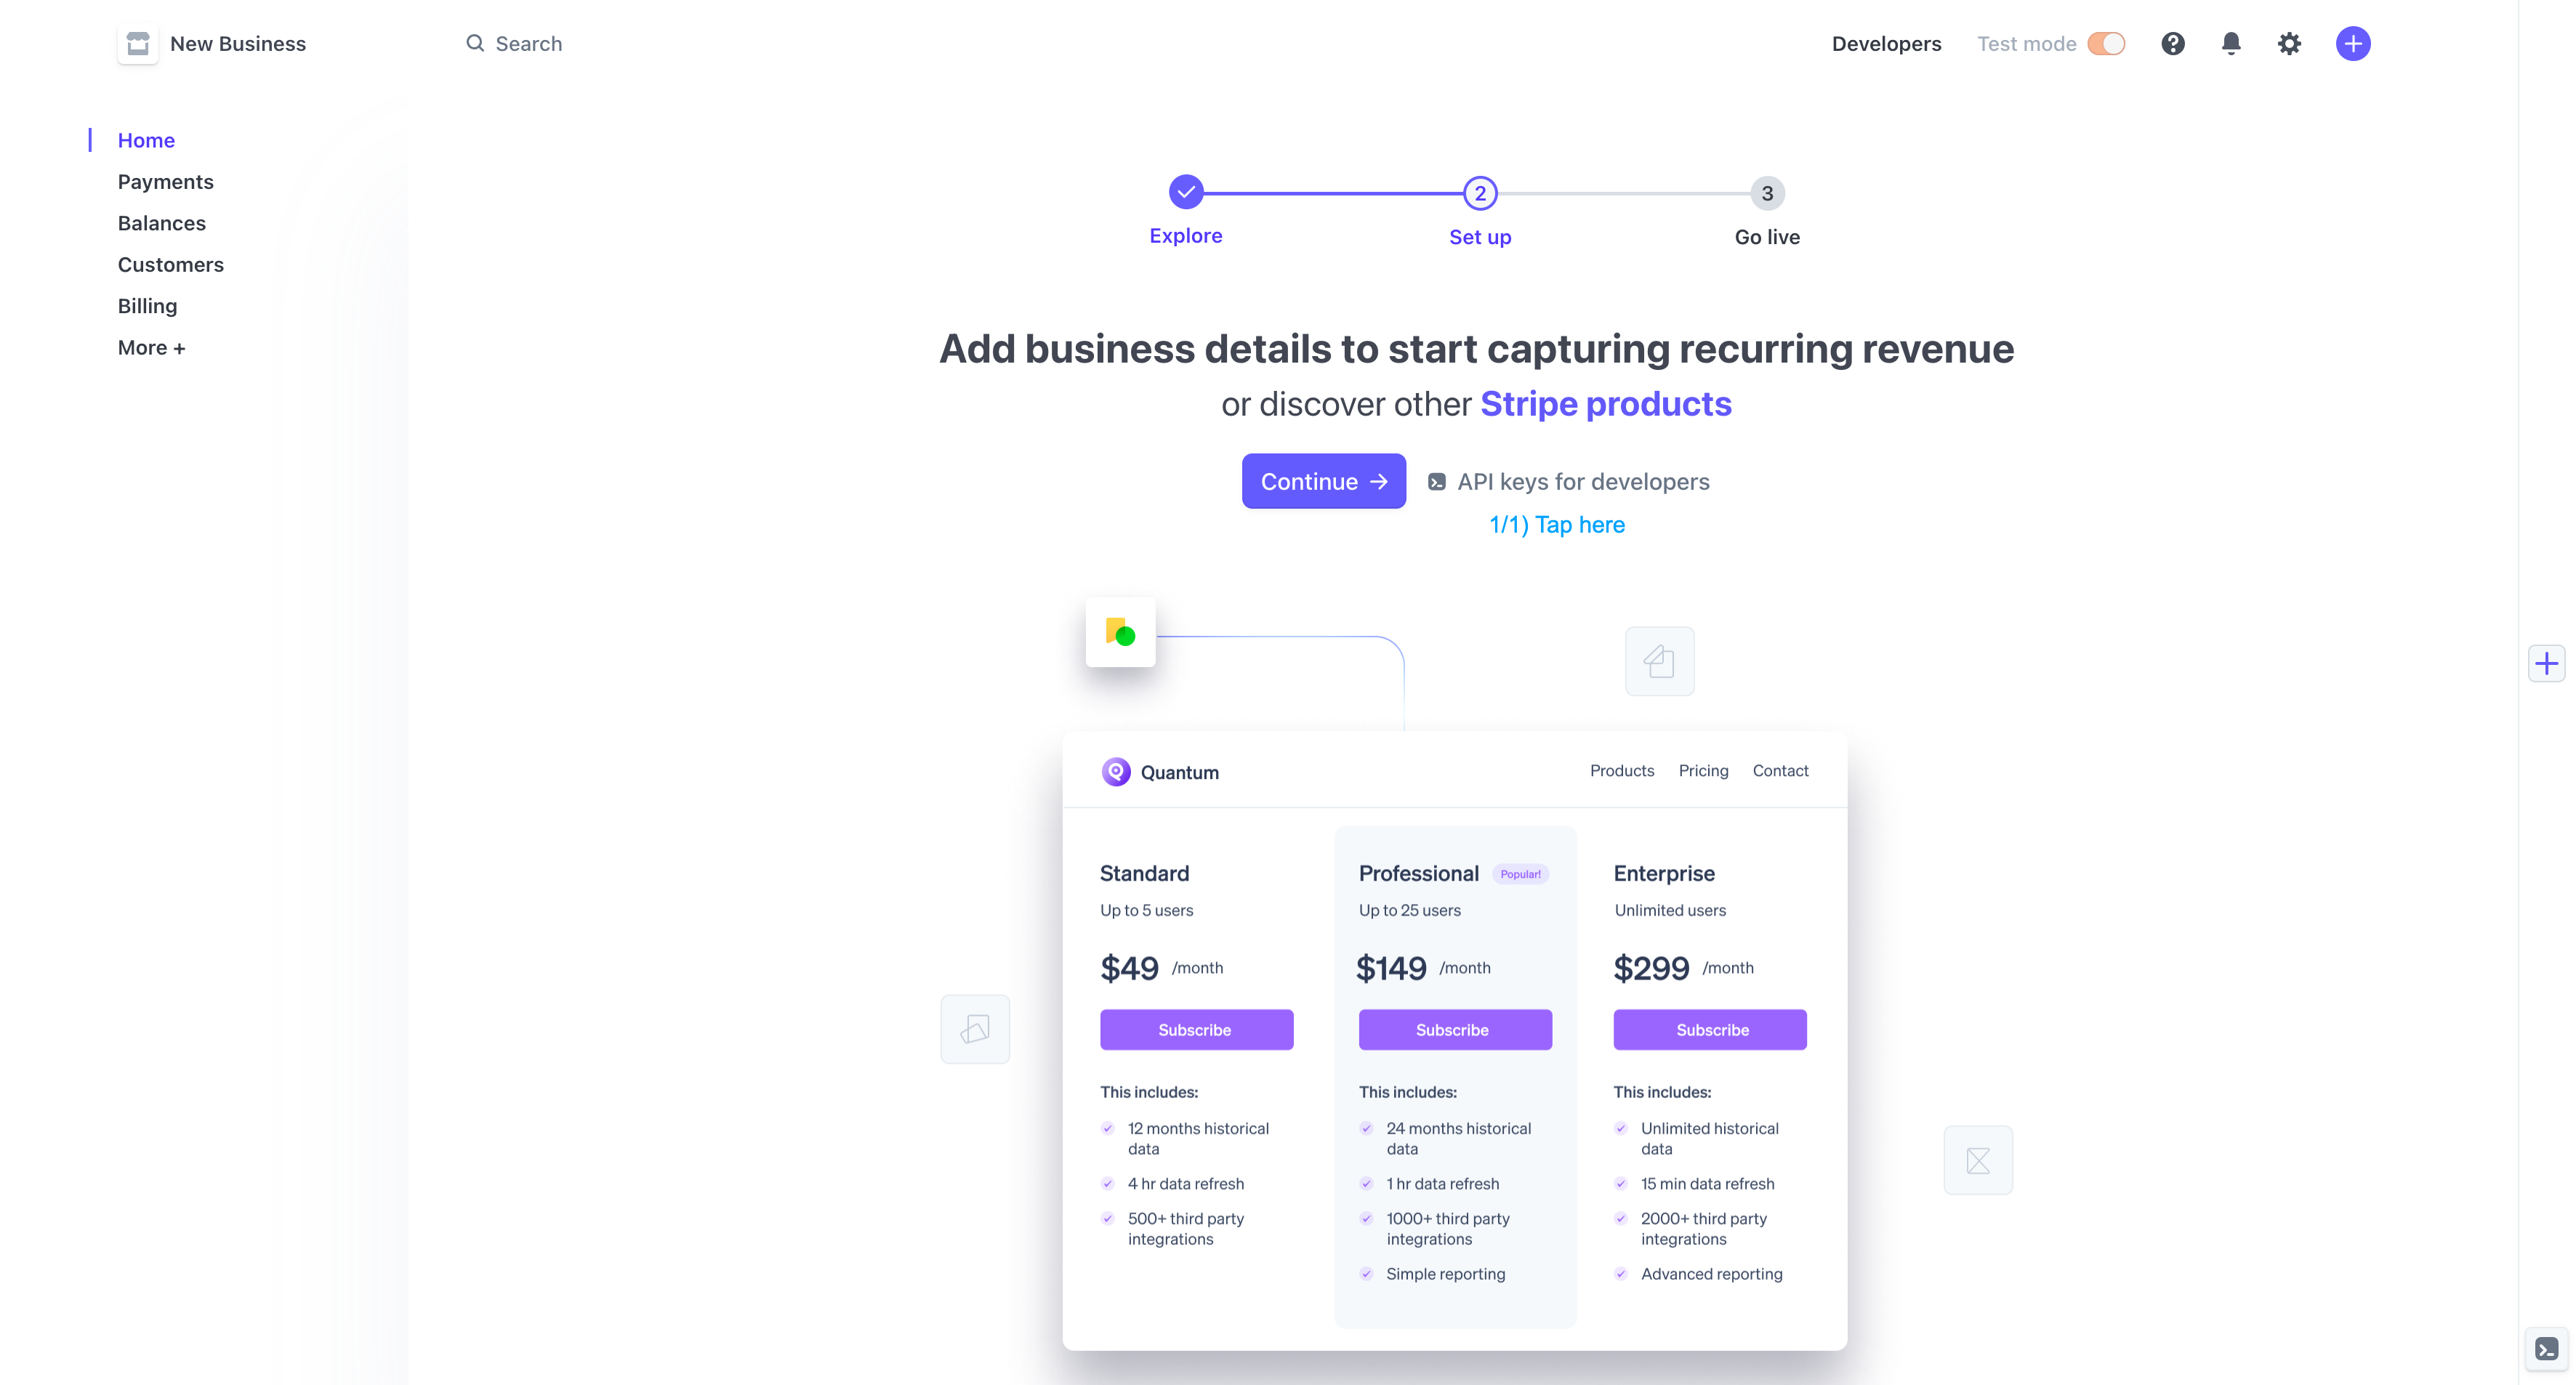 New Business
Search
Developers
Test mode
Home
Payments
Balances
Customers
Billing
More +
2
3
Explore
Set up
Go live
Add business details to start capturing recurring revenue
or discover other Stripe products
Continue →
API keys for developers
1/1) Tap here
Quantum
Products
Pricing
Contact
Standard
Up to 5 users
$49 /month
Subscribe
This includes:
12 months historical
data
4 hr data refresh
500+ third party
integrations
Professional
Popular!
Up to 25 users
$149 /month
Subscribe
This includes:
24 months historical
data
1 hr data refresh
1000+ third party
integrations
Simple reporting
Enterprise
Unlimited users
$299 /month
Subscribe
This includes:
Unlimited historical
data
15 min data refresh
2000+ third party
integrations
Advanced reporting